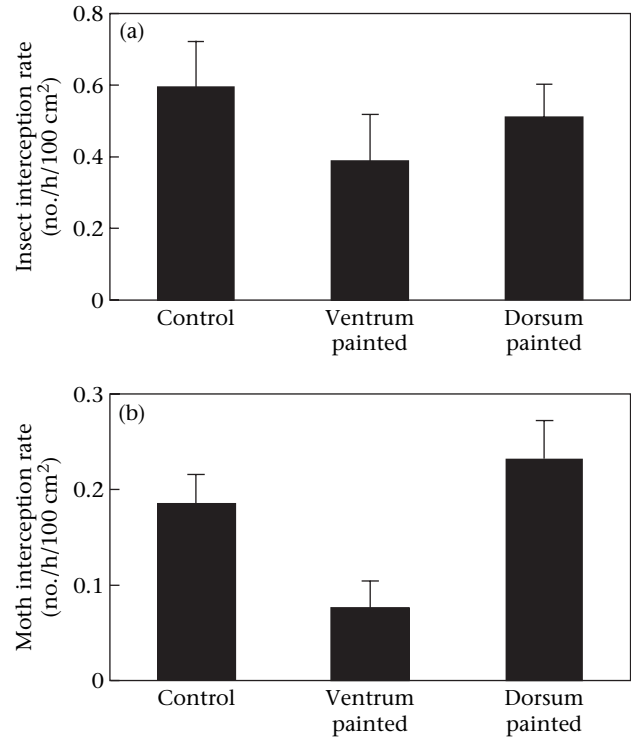 (a)
Insect interception rate
(no./h/100 cm²)
0.8
0.6
0.4
0.2
0
Control
Ventrum
painted
Dorsum
painted
(b)
Moth interception rate
(no./h/100 cm²)
0.3
0.2
0.1
0
Control
Ventrum
painted
Dorsum
painted